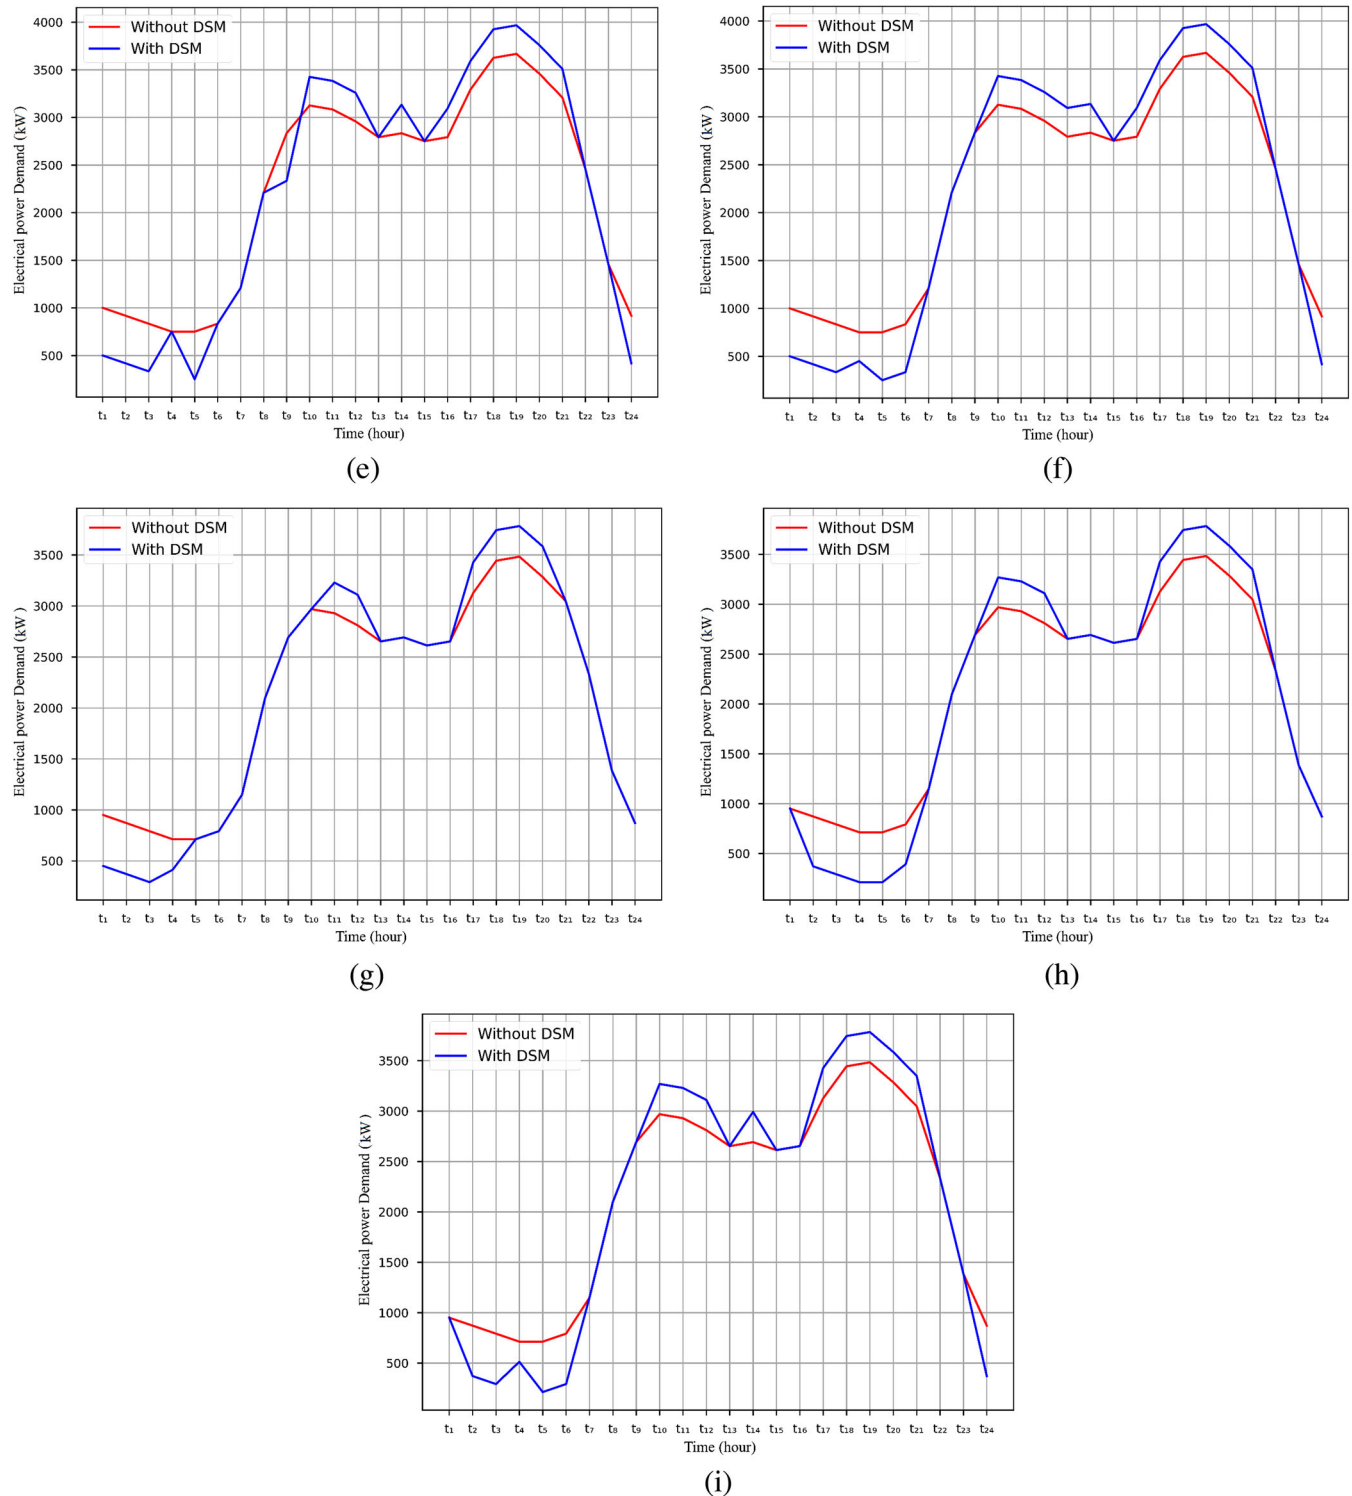 Without DSM
With DSM
4000
3500
3000
2500
2000
1500
1000
500
Electrical power Demand (kW)
t₁ t₂ t₃ t₄ t₅ t₆ t₇ t₈ t₉ t₁₀ t₁₁ t₁₂ t₁₃ t₁₄ t₁₅ t₁₆ t₁₇ t₁₈ t₁₉ t₂₀ t₂₁ t₂₂ t₂₃ t₂₄
Time (hour)
(e)
Without DSM
With DSM
4000
3500
3000
2500
2000
1500
1000
500
Electrical power Demand (kW)
t₁ t₂ t₃ t₄ t₅ t₆ t₇ t₈ t₉ t₁₀ t₁₁ t₁₂ t₁₃ t₁₄ t₁₅ t₁₆ t₁₇ t₁₈ t₁₉ t₂₀ t₂₁ t₂₂ t₂₃ t₂₄
Time (hour)
(f)
Without DSM
With DSM
3500
3000
2500
2000
1500
1000
500
Electrical power Demand (kW)
t₁ t₂ t₃ t₄ t₅ t₆ t₇ t₈ t₉ t₁₀ t₁₁ t₁₂ t₁₃ t₁₄ t₁₅ t₁₆ t₁₇ t₁₈ t₁₉ t₂₀ t₂₁ t₂₂ t₂₃ t₂₄
Time (hour)
(g)
Without DSM
With DSM
3500
3000
2500
2000
1500
1000
500
Electrical power Demand (kW)
t₁ t₂ t₃ t₄ t₅ t₆ t₇ t₈ t₉ t₁₀ t₁₁ t₁₂ t₁₃ t₁₄ t₁₅ t₁₆ t₁₇ t₁₈ t₁₉ t₂₀ t₂₁ t₂₂ t₂₃ t₂₄
Time (hour)
(h)
Without DSM
With DSM
3500
3000
2500
2000
1500
1000
500
Electrical power Demand (kW)
t₁ t₂ t₃ t₄ t₅ t₆ t₇ t₈ t₉ t₁₀ t₁₁ t₁₂ t₁₃ t₁₄ t₁₅ t₁₆ t₁₇ t₁₈ t₁₉ t₂₀ t₂₁ t₂₂ t₂₃ t₂₄
Time (hour)
(i)